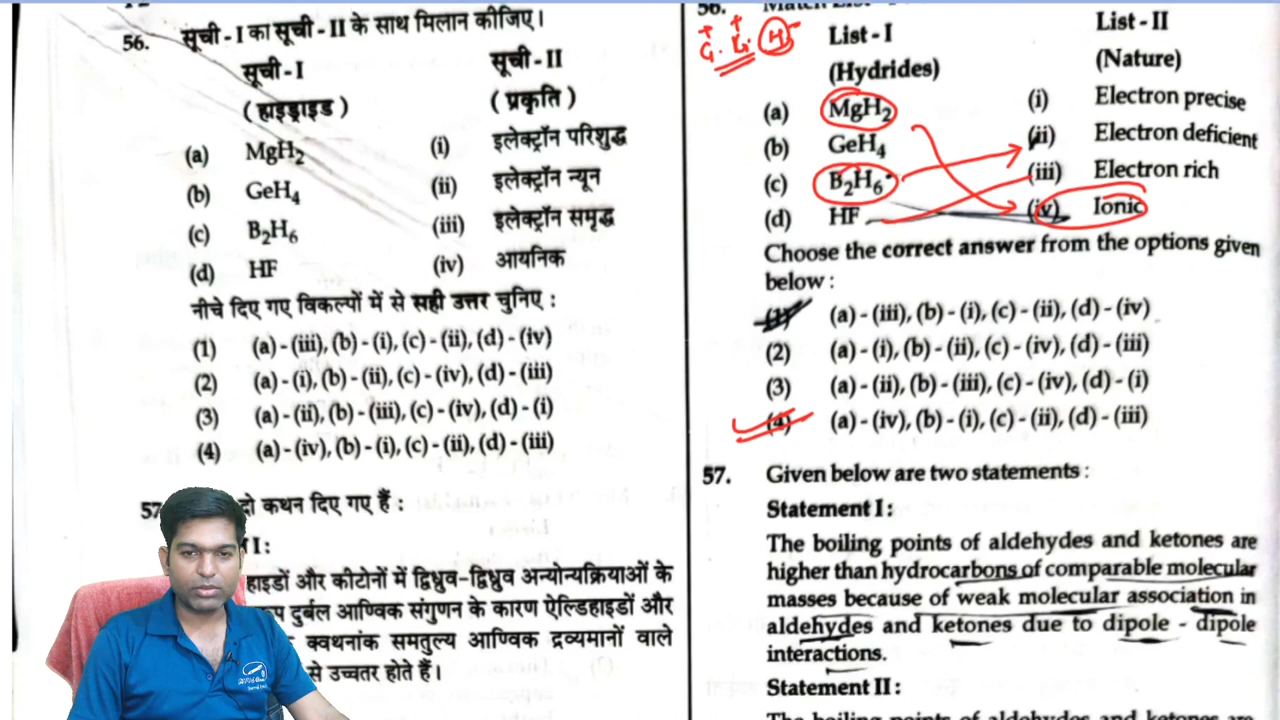 56. सूची - I का सूची - II के साथ मिलान कीजिए।
सूची - I सूची - II
( हाइड्राइड ) ( प्रकृति )
(a) MgH₂ (i) इलेक्ट्रॉन परिशुद्ध
(b) GeH₄ (ii) इलेक्ट्रॉन न्यून
(c) B₂H₆ (iii) इलेक्ट्रॉन समृद्ध
(d) HF (iv) आयनिक
नीचे दिए गए विकल्पों में से सही उत्तर चुनिए :
(1) (a) - (iii), (b) - (i), (c) - (ii), (d) - (iv)
(2) (a) - (i), (b) - (ii), (c) - (iv), (d) - (iii)
(3) (a) - (ii), (b) - (iii), (c) - (iv), (d) - (i)
(4) (a) - (iv), (b) - (i), (c) - (ii), (d) - (iii)
57 दो कथन दिए गए हैं :
I :
हाइडों और कीटोनों में द्विध्रुव-द्विध्रुव अन्योन्यक्रियाओं के
दुर्बल आण्विक संगुणन के कारण ऐल्डिहाइडों और
क्वथनांक समतुल्य आण्विक द्रव्यमानों वाले
से उच्चतर होते हैं।
56. Match List -
List - I List - II
(Hydrides) (Nature)
(a) MgH₂ (i) Electron precise
(b) GeH₄ (ii) Electron deficient
(c) B₂H₆ (iii) Electron rich
(d) HF (iv) Ionic
Choose the correct answer from the options given
below :
(1) (a) - (iii), (b) - (i), (c) - (ii), (d) - (iv)
(2) (a) - (i), (b) - (ii), (c) - (iv), (d) - (iii)
(3) (a) - (ii), (b) - (iii), (c) - (iv), (d) - (i)
(4) (a) - (iv), (b) - (i), (c) - (ii), (d) - (iii)
57. Given below are two statements :
Statement I :
The boiling points of aldehydes and ketones are
higher than hydrocarbons of comparable molecular
masses because of weak molecular association in
aldehydes and ketones due to dipole - dipole
interactions.
Statement II :